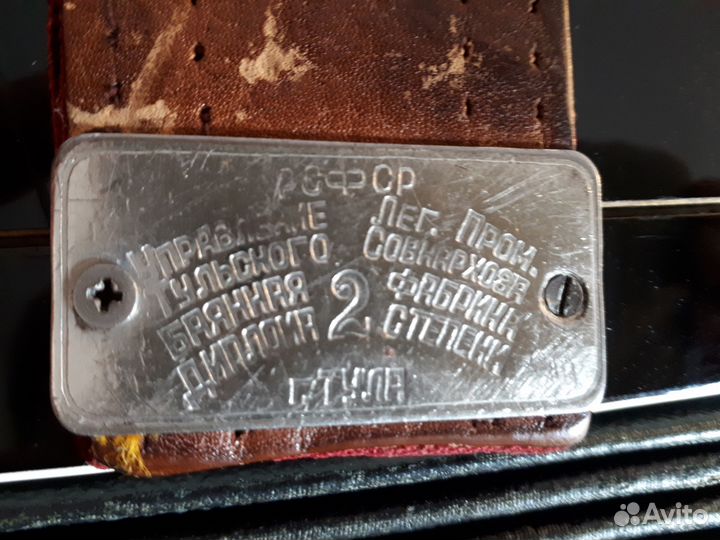 РСФСР
Управление Лег. Пром.
Тульского Совнархоза
Баянная фабрика
Диплома 2 степени.
г. Тула
Avito